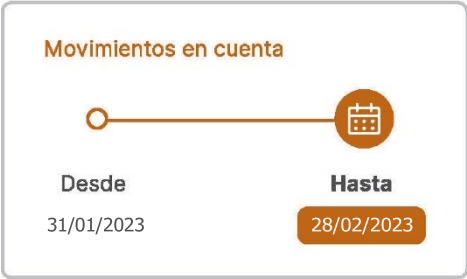 Movimientos en cuenta
Desde
Hasta
31/01/2023
28/02/2023